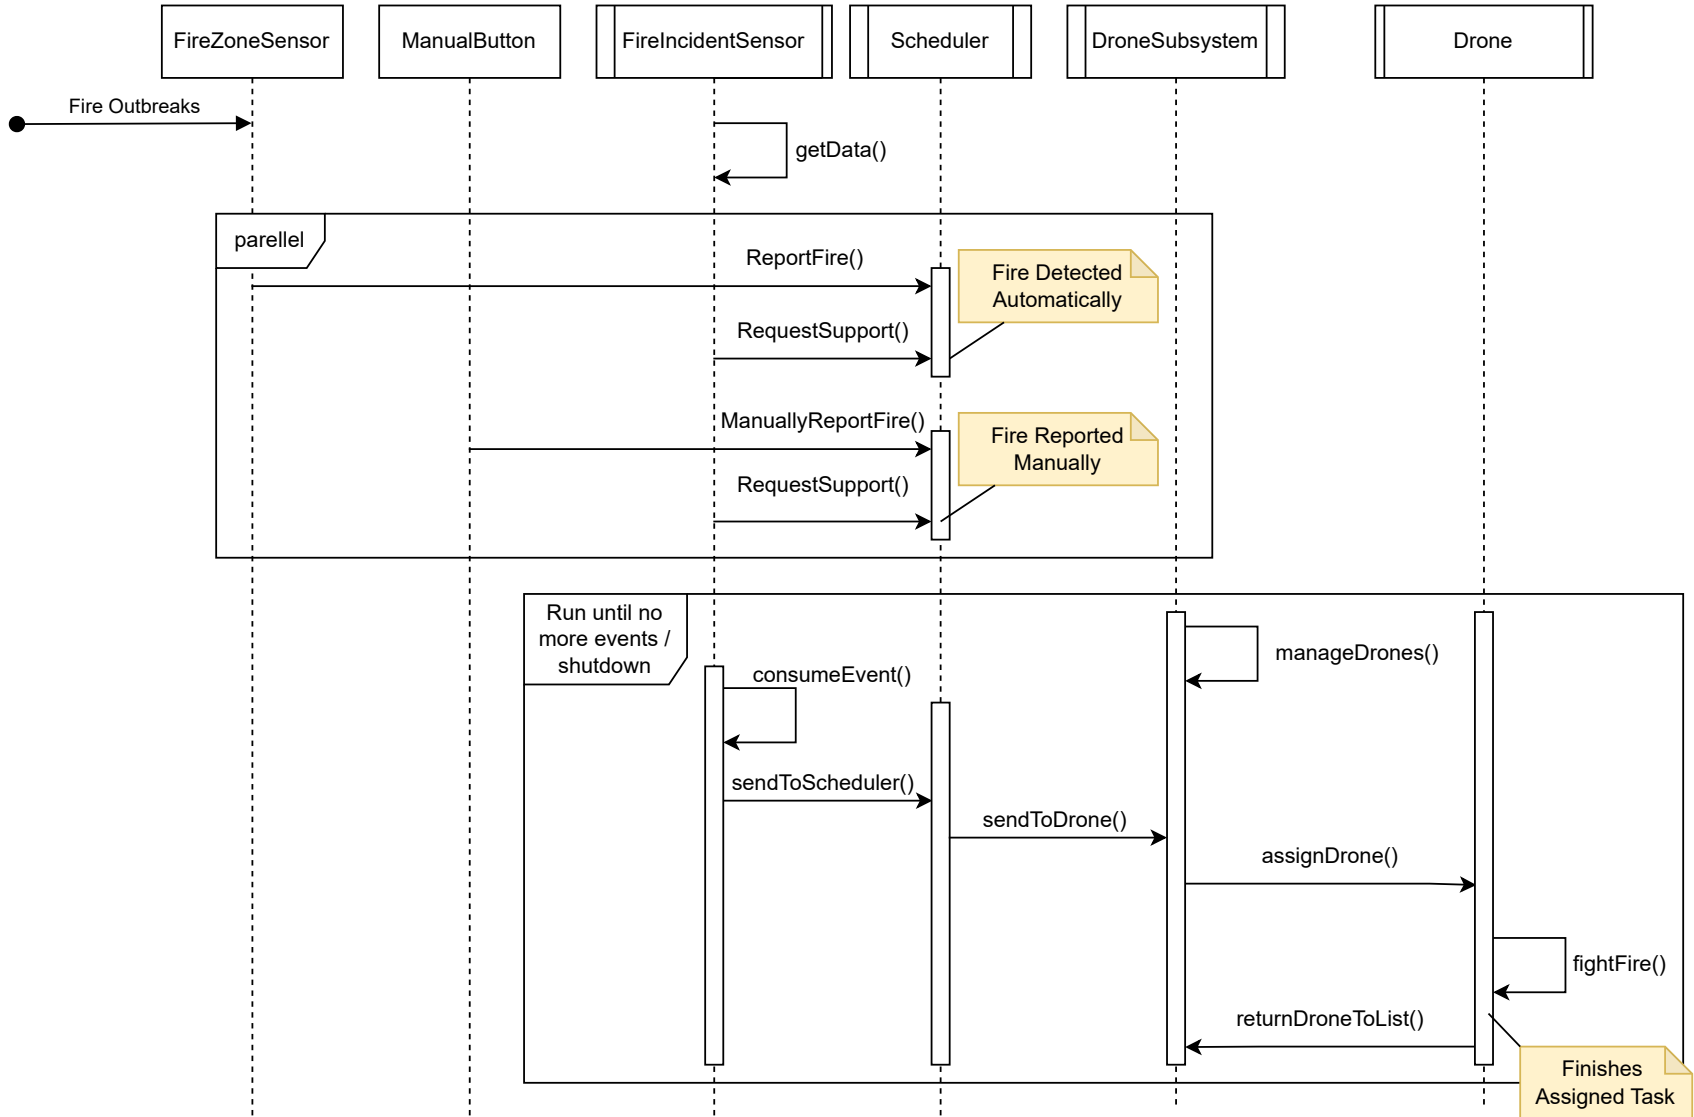 FireZoneSensor
ManualButton
FireIncidentSensor
Scheduler
DroneSubsystem
Drone
Fire Outbreaks
getData()
parellel
ReportFire()
Fire Detected
Automatically
RequestSupport()
ManuallyReportFire()
Fire Reported
Manually
RequestSupport()
Run until no
more events /
shutdown
manageDrones()
consumeEvent()
sendToScheduler()
sendToDrone()
assignDrone()
fightFire()
returnDroneToList()
Finishes
Assigned Task